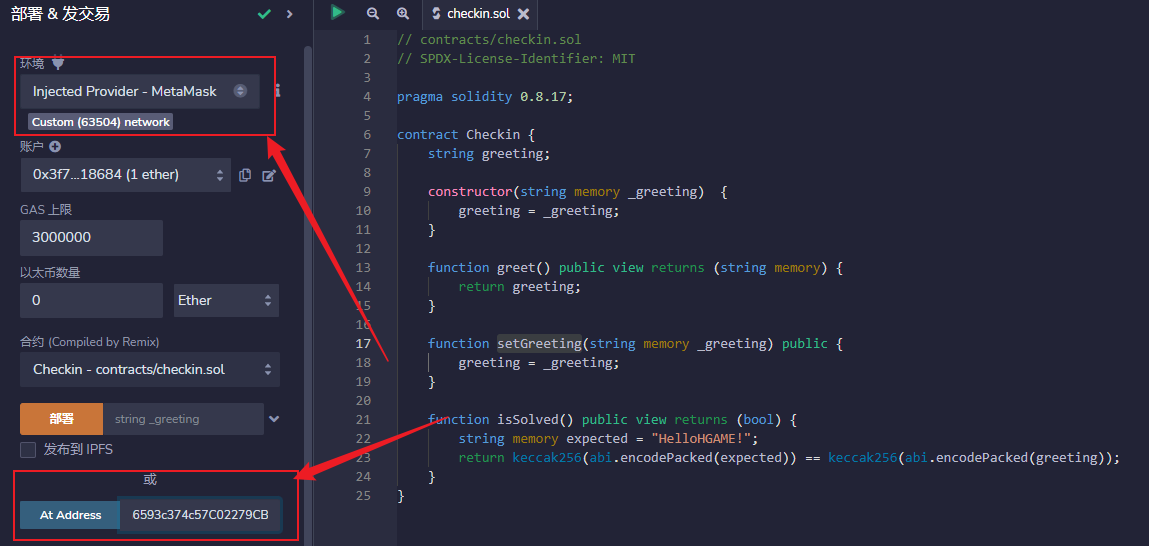 部署 & 发交易
环境
Injected Provider - MetaMask
Custom (63504) network
账户
0x3f7...18684 (1 ether)
GAS 上限
3000000
以太币数量
0
Ether
合约 (Compiled by Remix)
Checkin - contracts/checkin.sol
部署
string _greeting
发布到 IPFS
或
At Address
6593c374c57C02279CB
checkin.sol
1 // contracts/checkin.sol
2 // SPDX-License-Identifier: MIT
3
4 pragma solidity 0.8.17;
5
6 contract Checkin {
7 string greeting;
8
9 constructor(string memory _greeting) {
10 greeting = _greeting;
11 }
12
13 function greet() public view returns (string memory) {
14 return greeting;
15 }
16
17 function setGreeting(string memory _greeting) public {
18 greeting = _greeting;
19 }
20
21 function isSolved() public view returns (bool) {
22 string memory expected = "HelloHGAME!";
23 return keccak256(abi.encodePacked(expected)) == keccak256(abi.encodePacked(greeting));
24 }
25 }